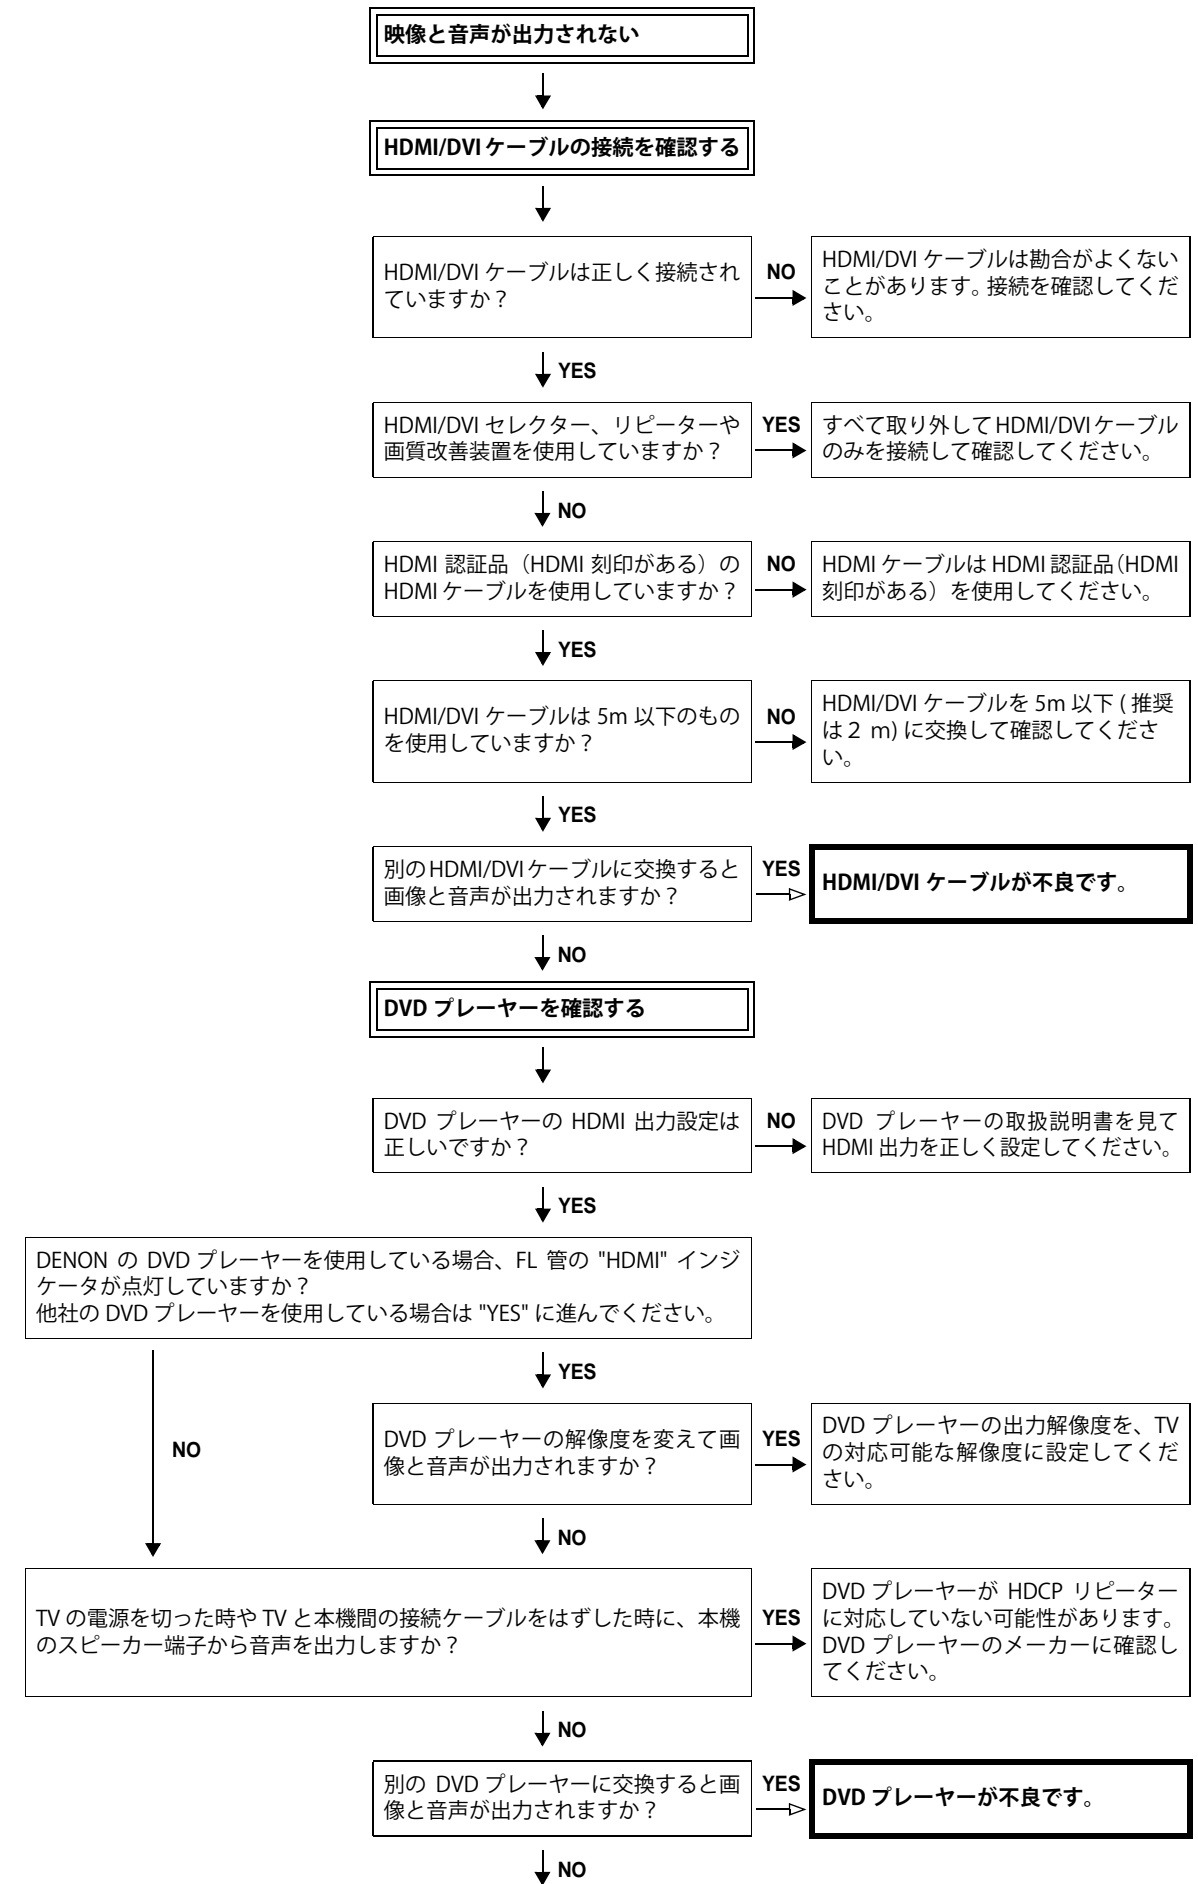 映像と音声が出力されない
HDMI/DVI ケーブルの接続を確認する
HDMI/DVI ケーブルは正しく接続され
ていますか？
NO
HDMI/DVI ケーブルは勘合がよくない
ことがあります。接続を確認してくだ
さい。
YES
HDMI/DVI セレクター、リピーターや
画質改善装置を使用していますか？
YES
すべて取り外してHDMI/DVIケーブル
のみを接続して確認してください。
NO
HDMI 認証品（HDMI 刻印がある）の
HDMI ケーブルを使用していますか？
NO
HDMI ケーブルは HDMI 認証品（HDMI
刻印がある）を使用してください。
YES
HDMI/DVI ケーブルは 5m 以下のもの
を使用していますか？
NO
HDMI/DVI ケーブルを 5m 以下 ( 推奨
は２ m) に交換して確認してくださ
い。
YES
別のHDMI/DVIケーブルに交換すると
画像と音声が出力されますか？
YES
HDMI/DVI ケーブルが不良です。
NO
DVD プレーヤーを確認する
DVD プレーヤーの HDMI 出力設定は
正しいですか？
NO
DVD プレーヤーの取扱説明書を見て
HDMI 出力を正しく設定してください。
YES
DENON の DVD プレーヤーを使用している場合、FL 管の "HDMI" インジ
ケータが点灯していますか？
他社の DVD プレーヤーを使用している場合は "YES" に進んでください。
YES
NO
DVD プレーヤーの解像度を変えて画
像と音声が出力されますか？
YES
DVD プレーヤーの出力解像度を、TV
の対応可能な解像度に設定してくだ
さい。
NO
TV の電源を切った時や TV と本機間の接続ケーブルをはずした時に、本機
のスピーカー端子から音声を出力しますか？
YES
DVD プレーヤーが HDCP リピーター
に対応していない可能性があります。
DVD プレーヤーのメーカーに確認し
てください。
NO
別の DVD プレーヤーに交換すると画
像と音声が出力されますか？
YES
DVD プレーヤーが不良です。
NO